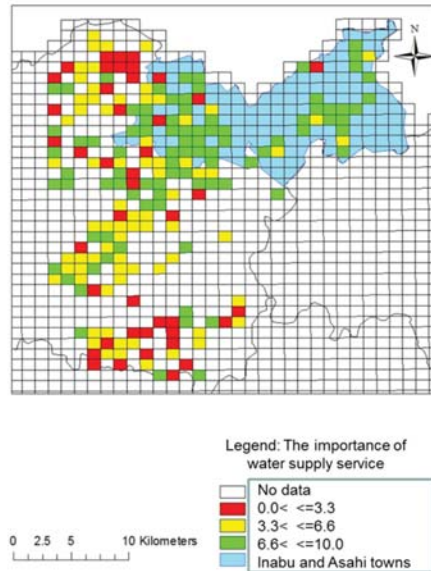 N
Legend: The importance of
water supply service
No data
0.0< <=3.3
3.3< <=6.6
6.6< <=10.0
Inabu and Asahi towns
0 2.5 5 10 Kilometers